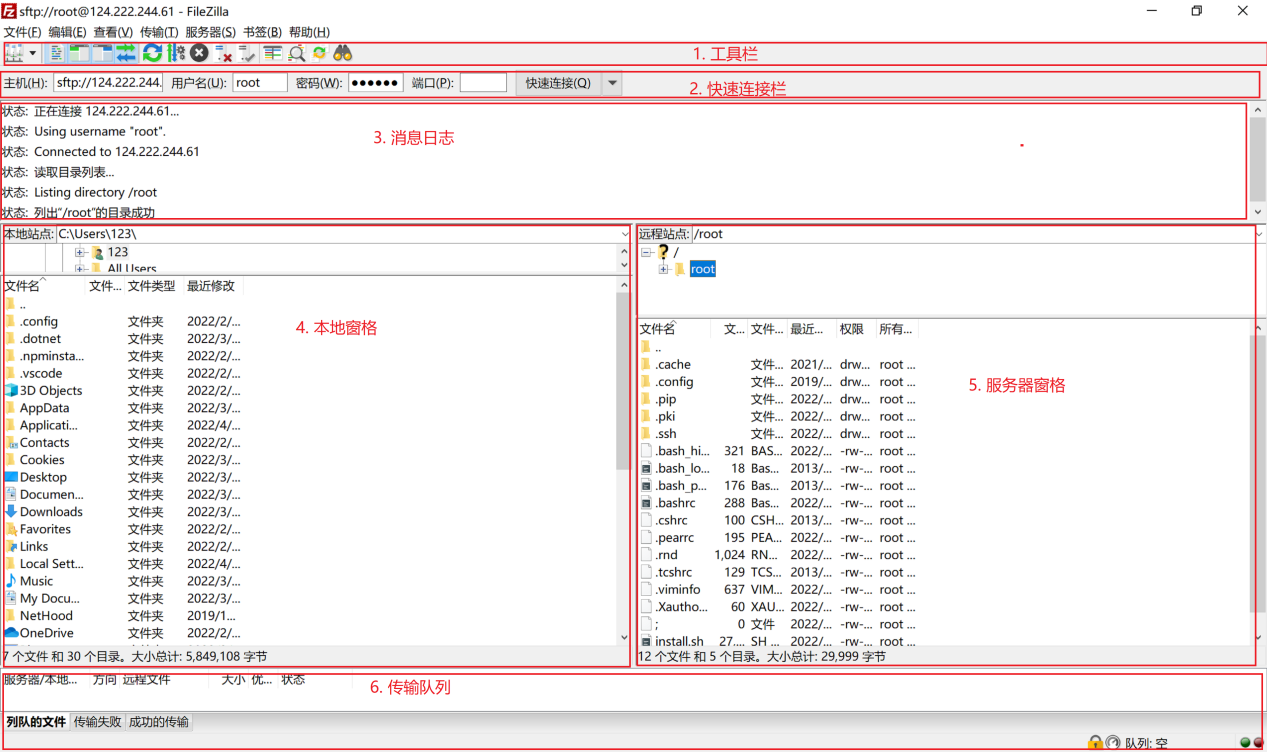 sftp://root@124.222.244.61 - FileZilla
文件(F) 编辑(E) 查看(V) 传输(T) 服务器(S) 书签(B) 帮助(H)
1. 工具栏
主机(H): sftp://124.222.244. 用户名(U): root 密码(W): ●●●●●● 端口(P): 快速连接(Q)
2. 快速连接栏
状态: 正在连接 124.222.244.61...
状态: Using username "root".
状态: Connected to 124.222.244.61
状态: 读取目录列表...
状态: Listing directory /root
状态: 列出"/root"的目录成功
3. 消息日志
本地站点: C:\Users\123\
123
All Users
文件名 文件... 文件类型 最近修改
..
.config 文件夹 2022/2/...
.dotnet 文件夹 2022/3/...
.npminsta... 文件夹 2022/2/...
.vscode 文件夹 2022/2/...
3D Objects 文件夹 2022/2/...
AppData 文件夹 2022/3/...
Applicati... 文件夹 2022/4/...
Contacts 文件夹 2022/2/...
Cookies 文件夹 2022/3/...
Desktop 文件夹 2022/3/...
Documen... 文件夹 2022/3/...
Downloads 文件夹 2022/3/...
Favorites 文件夹 2022/2/...
Links 文件夹 2022/2/...
Local Sett... 文件夹 2022/4/...
Music 文件夹 2022/3/...
My Docu... 文件夹 2022/3/...
NetHood 文件夹 2019/1...
OneDrive 文件夹 2022/2/...
7 个文件 和 30 个目录。大小总计: 5,849,108 字节
4. 本地窗格
远程站点: /root
/
root
文件名 文... 文件... 最近... 权限 所有...
..
.cache 文件... 2021/... drw... root ...
.config 文件... 2019/... drw... root ...
.pip 文件... 2022/... drw... root ...
.pki 文件... 2022/... drw... root ...
.ssh 文件... 2022/... drw... root ...
.bash_hi... 321 BAS... 2022/... -rw-... root ...
.bash_lo... 18 Bas... 2013/... -rw-... root ...
.bash_p... 176 Bas... 2013/... -rw-... root ...
.bashrc 288 Bas... 2022/... -rw-... root ...
.cshrc 100 CSH... 2013/... -rw-... root ...
.pearrc 195 PEA... 2022/... -rw-... root ...
.rnd 1,024 RN... 2022/... -rw-... root ...
.tcshrc 129 TCS... 2013/... -rw-... root ...
.viminfo 637 VIM... 2022/... -rw-... root ...
.Xautho... 60 XAU... 2022/... -rw-... root ...
; 0 文件 2022/... -rw-... root ...
install.sh 27.... SH ... 2022/... -rw-... root ...
12 个文件 和 5 个目录。大小总计: 29,999 字节
5. 服务器窗格
服务器/本地... 方向 远程文件 大小 优... 状态
6. 传输队列
列队的文件 传输失败 成功的传输
队列: 空